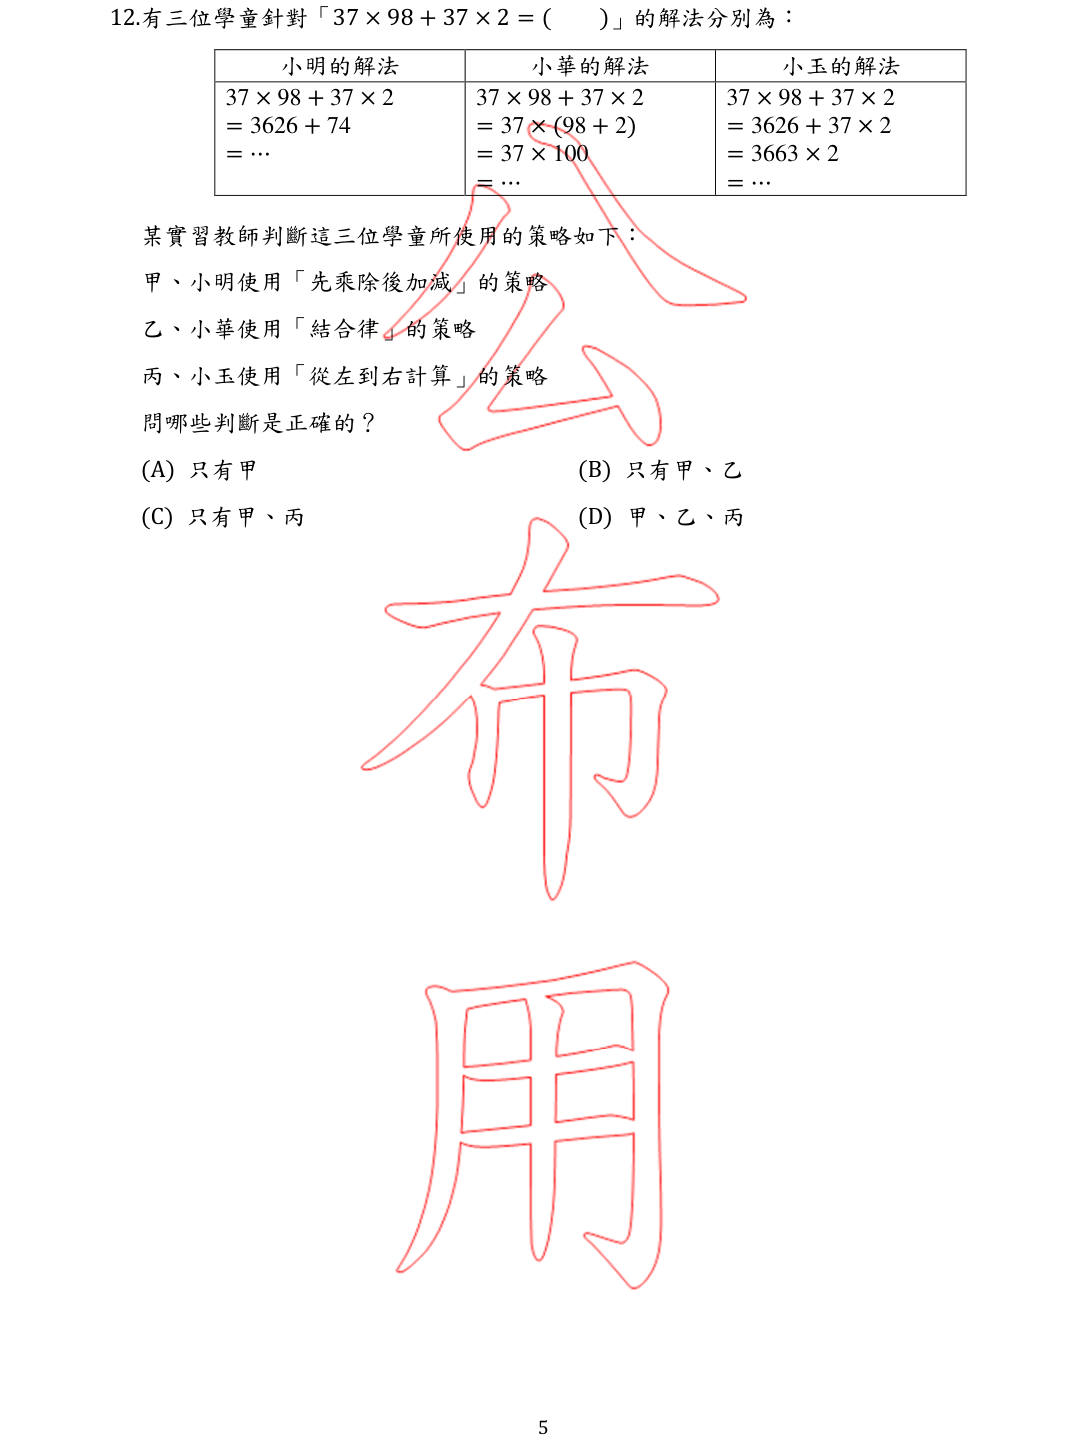 12.有三位學童針對「37 × 98 + 37 × 2 = (　　)」的解法分別為：
小明的解法　小華的解法　小玉的解法
37 × 98 + 37 × 2　37 × 98 + 37 × 2　37 × 98 + 37 × 2
= 3626 + 74　= 37 × (98 + 2)　= 3626 + 37 × 2
= ⋯　= 37 × 100　= 3663 × 2
= ⋯　= ⋯
某實習教師判斷這三位學童所使用的策略如下：
甲、小明使用「先乘除後加減」的策略
乙、小華使用「結合律」的策略
丙、小玉使用「從左到右計算」的策略
問哪些判斷是正確的？
(A) 只有甲　(B) 只有甲、乙
(C) 只有甲、丙　(D) 甲、乙、丙
公
布
用
5